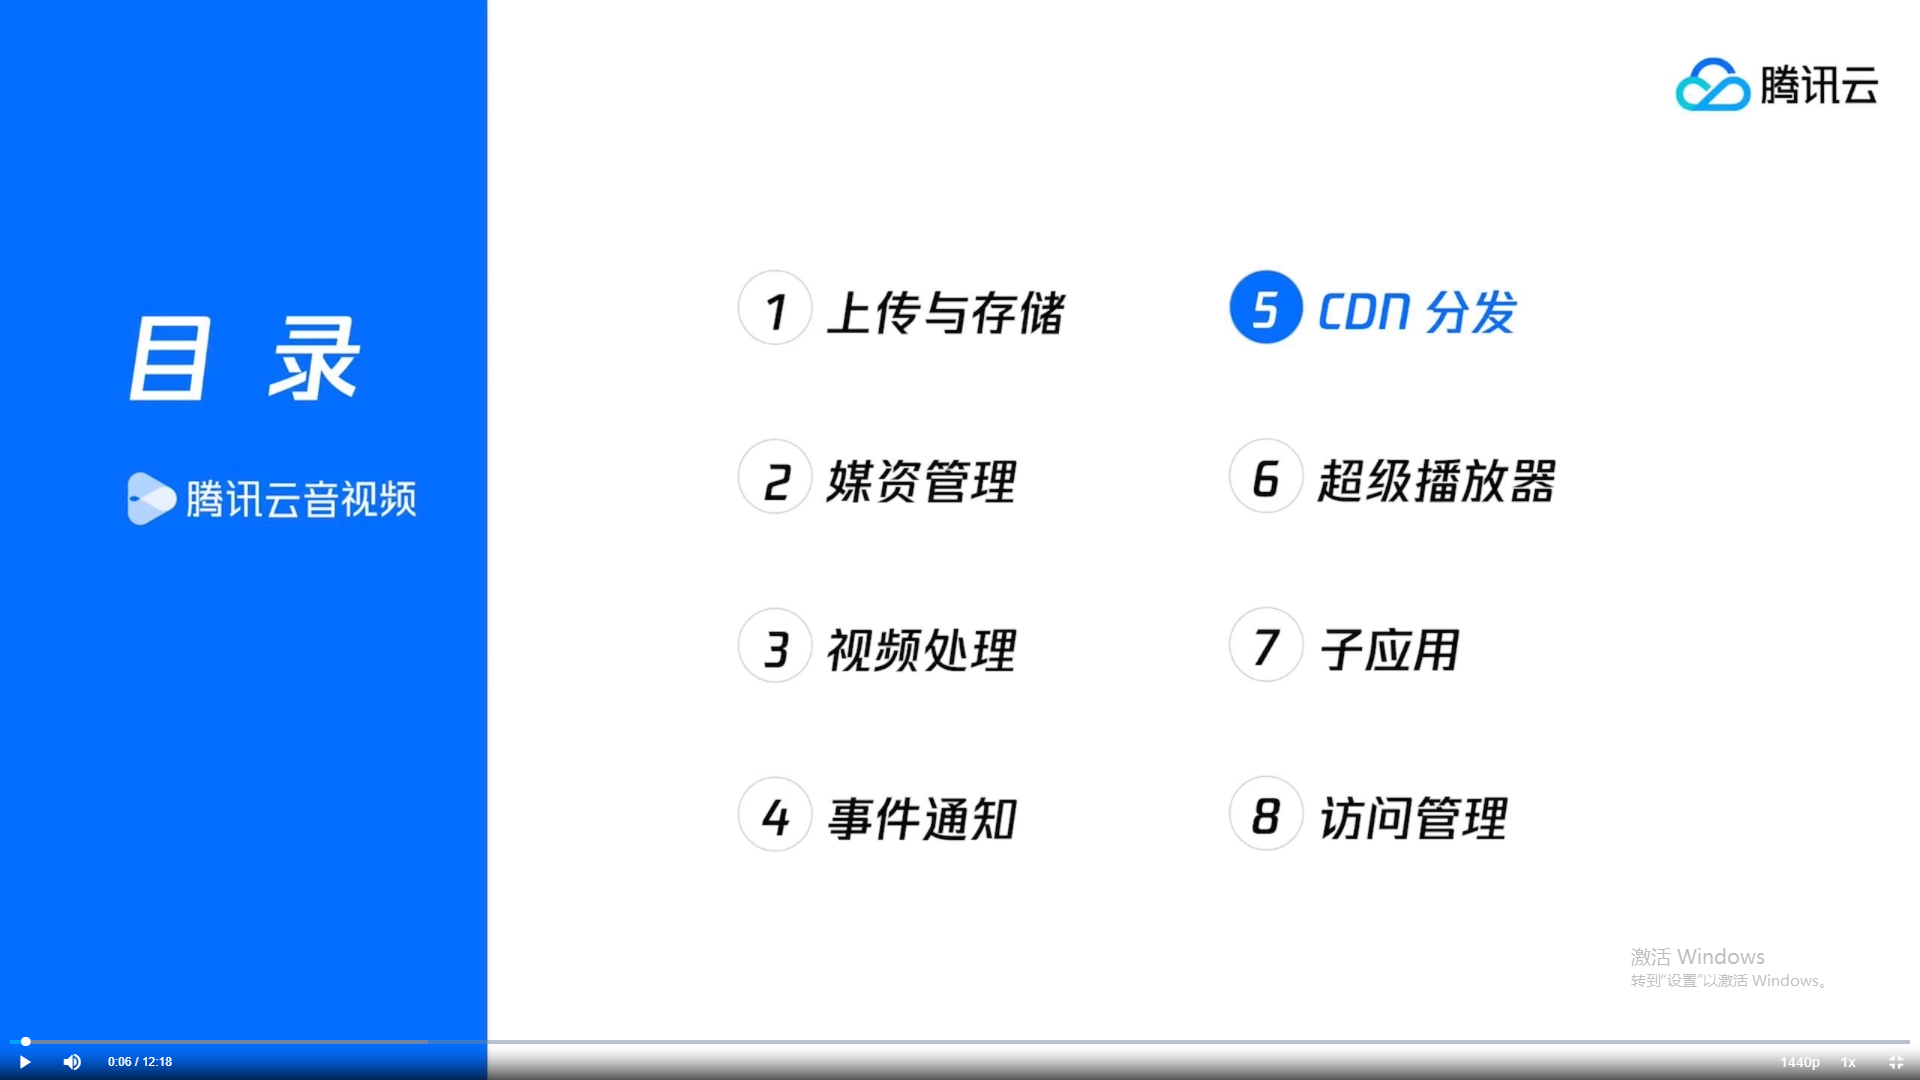 腾讯云
目 录
腾讯云音视频
1 上传与存储
2 媒资管理
3 视频处理
4 事件通知
5 CDN 分发
6 超级播放器
7 子应用
8 访问管理
激活 Windows
转到“设置”以激活 Windows。
0:06 / 12:18
1440p 1x